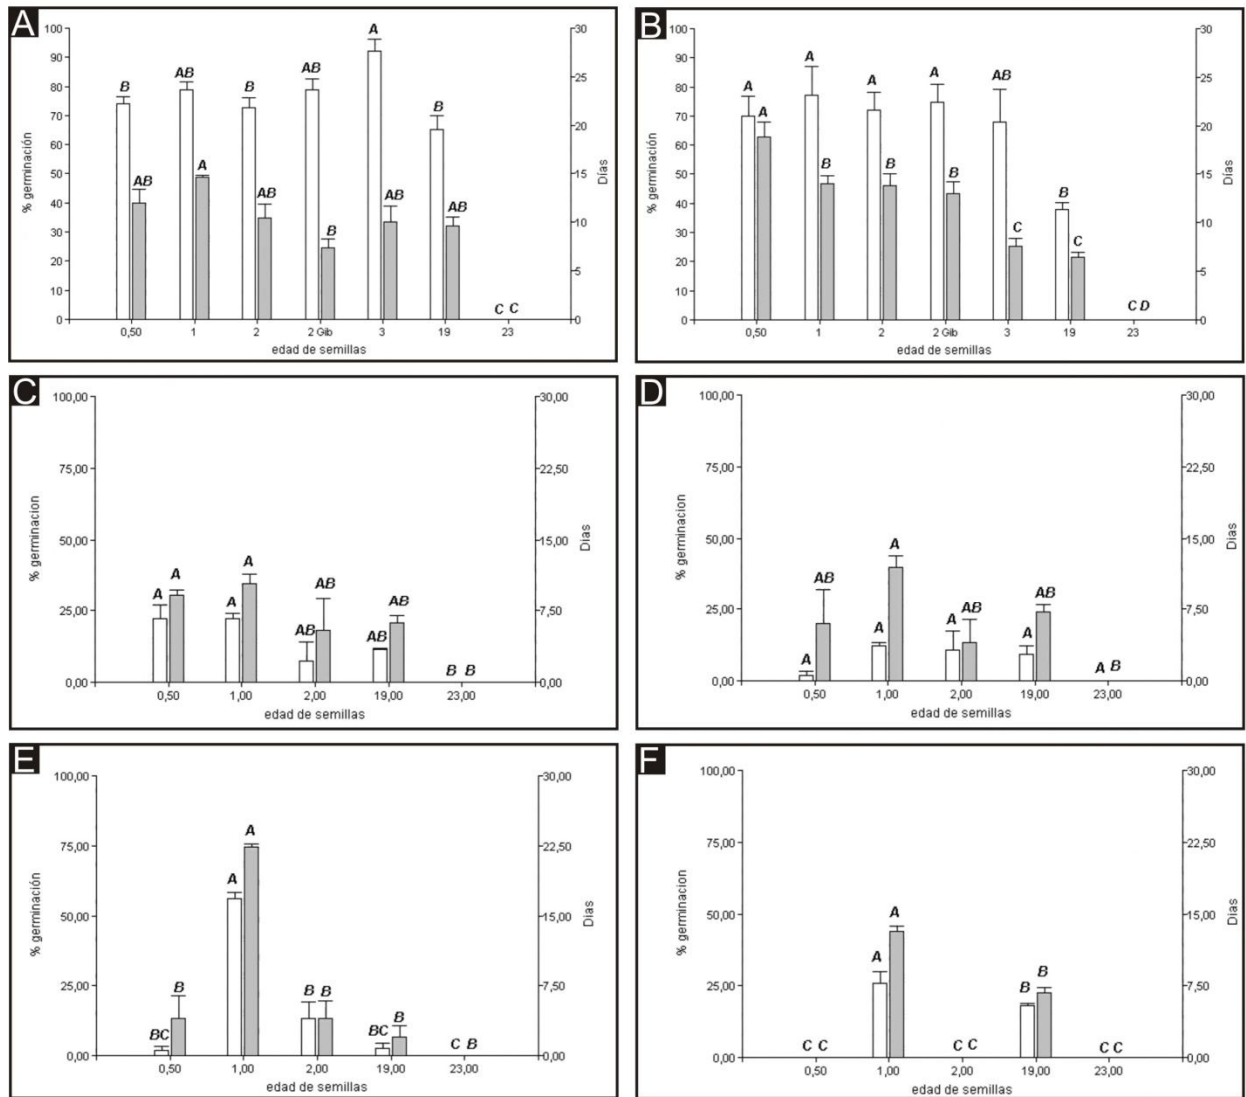 A
100
90
80
70
60
50
40
30
20
10
0
% germinación
30
25
20
15
10
5
0
Días
B AB B AB A B
AB A AB B AB AB
C C
0,50 1 2 2 Gib 3 19 23
edad de semillas
B
100
90
80
70
60
50
40
30
20
10
0
% germinación
30
25
20
15
10
5
0
Días
A A A A AB B
A B B B C C
C D
0,50 1 2 2 Gib 3 19 23
edad de semillas
C
100,00
75,00
50,00
25,00
0,00
% germinacion
30,00
22,50
15,00
7,50
0,00
Dias
A A A A AB AB AB AB B B
0,50 1,00 2,00 19,00 23,00
edad de semillas
D
100,00
75,00
50,00
25,00
0,00
% germinacion
30,00
22,50
15,00
7,50
0,00
Dias
A AB A A A AB A AB A B
0,50 1,00 2,00 19,00 23,00
edad de semillas
E
100,00
75,00
50,00
25,00
0,00
% germinación
30,00
22,50
15,00
7,50
0,00
Dias
BC B A A B B BC B C B
0,50 1,00 2,00 19,00 23,00
edad de semillas
F
100,00
75,00
50,00
25,00
0,00
% germinacion
30,00
22,50
15,00
7,50
0,00
Dias
C C A A C C B B C C
0,50 1,00 2,00 19,00 23,00
edad de semillas